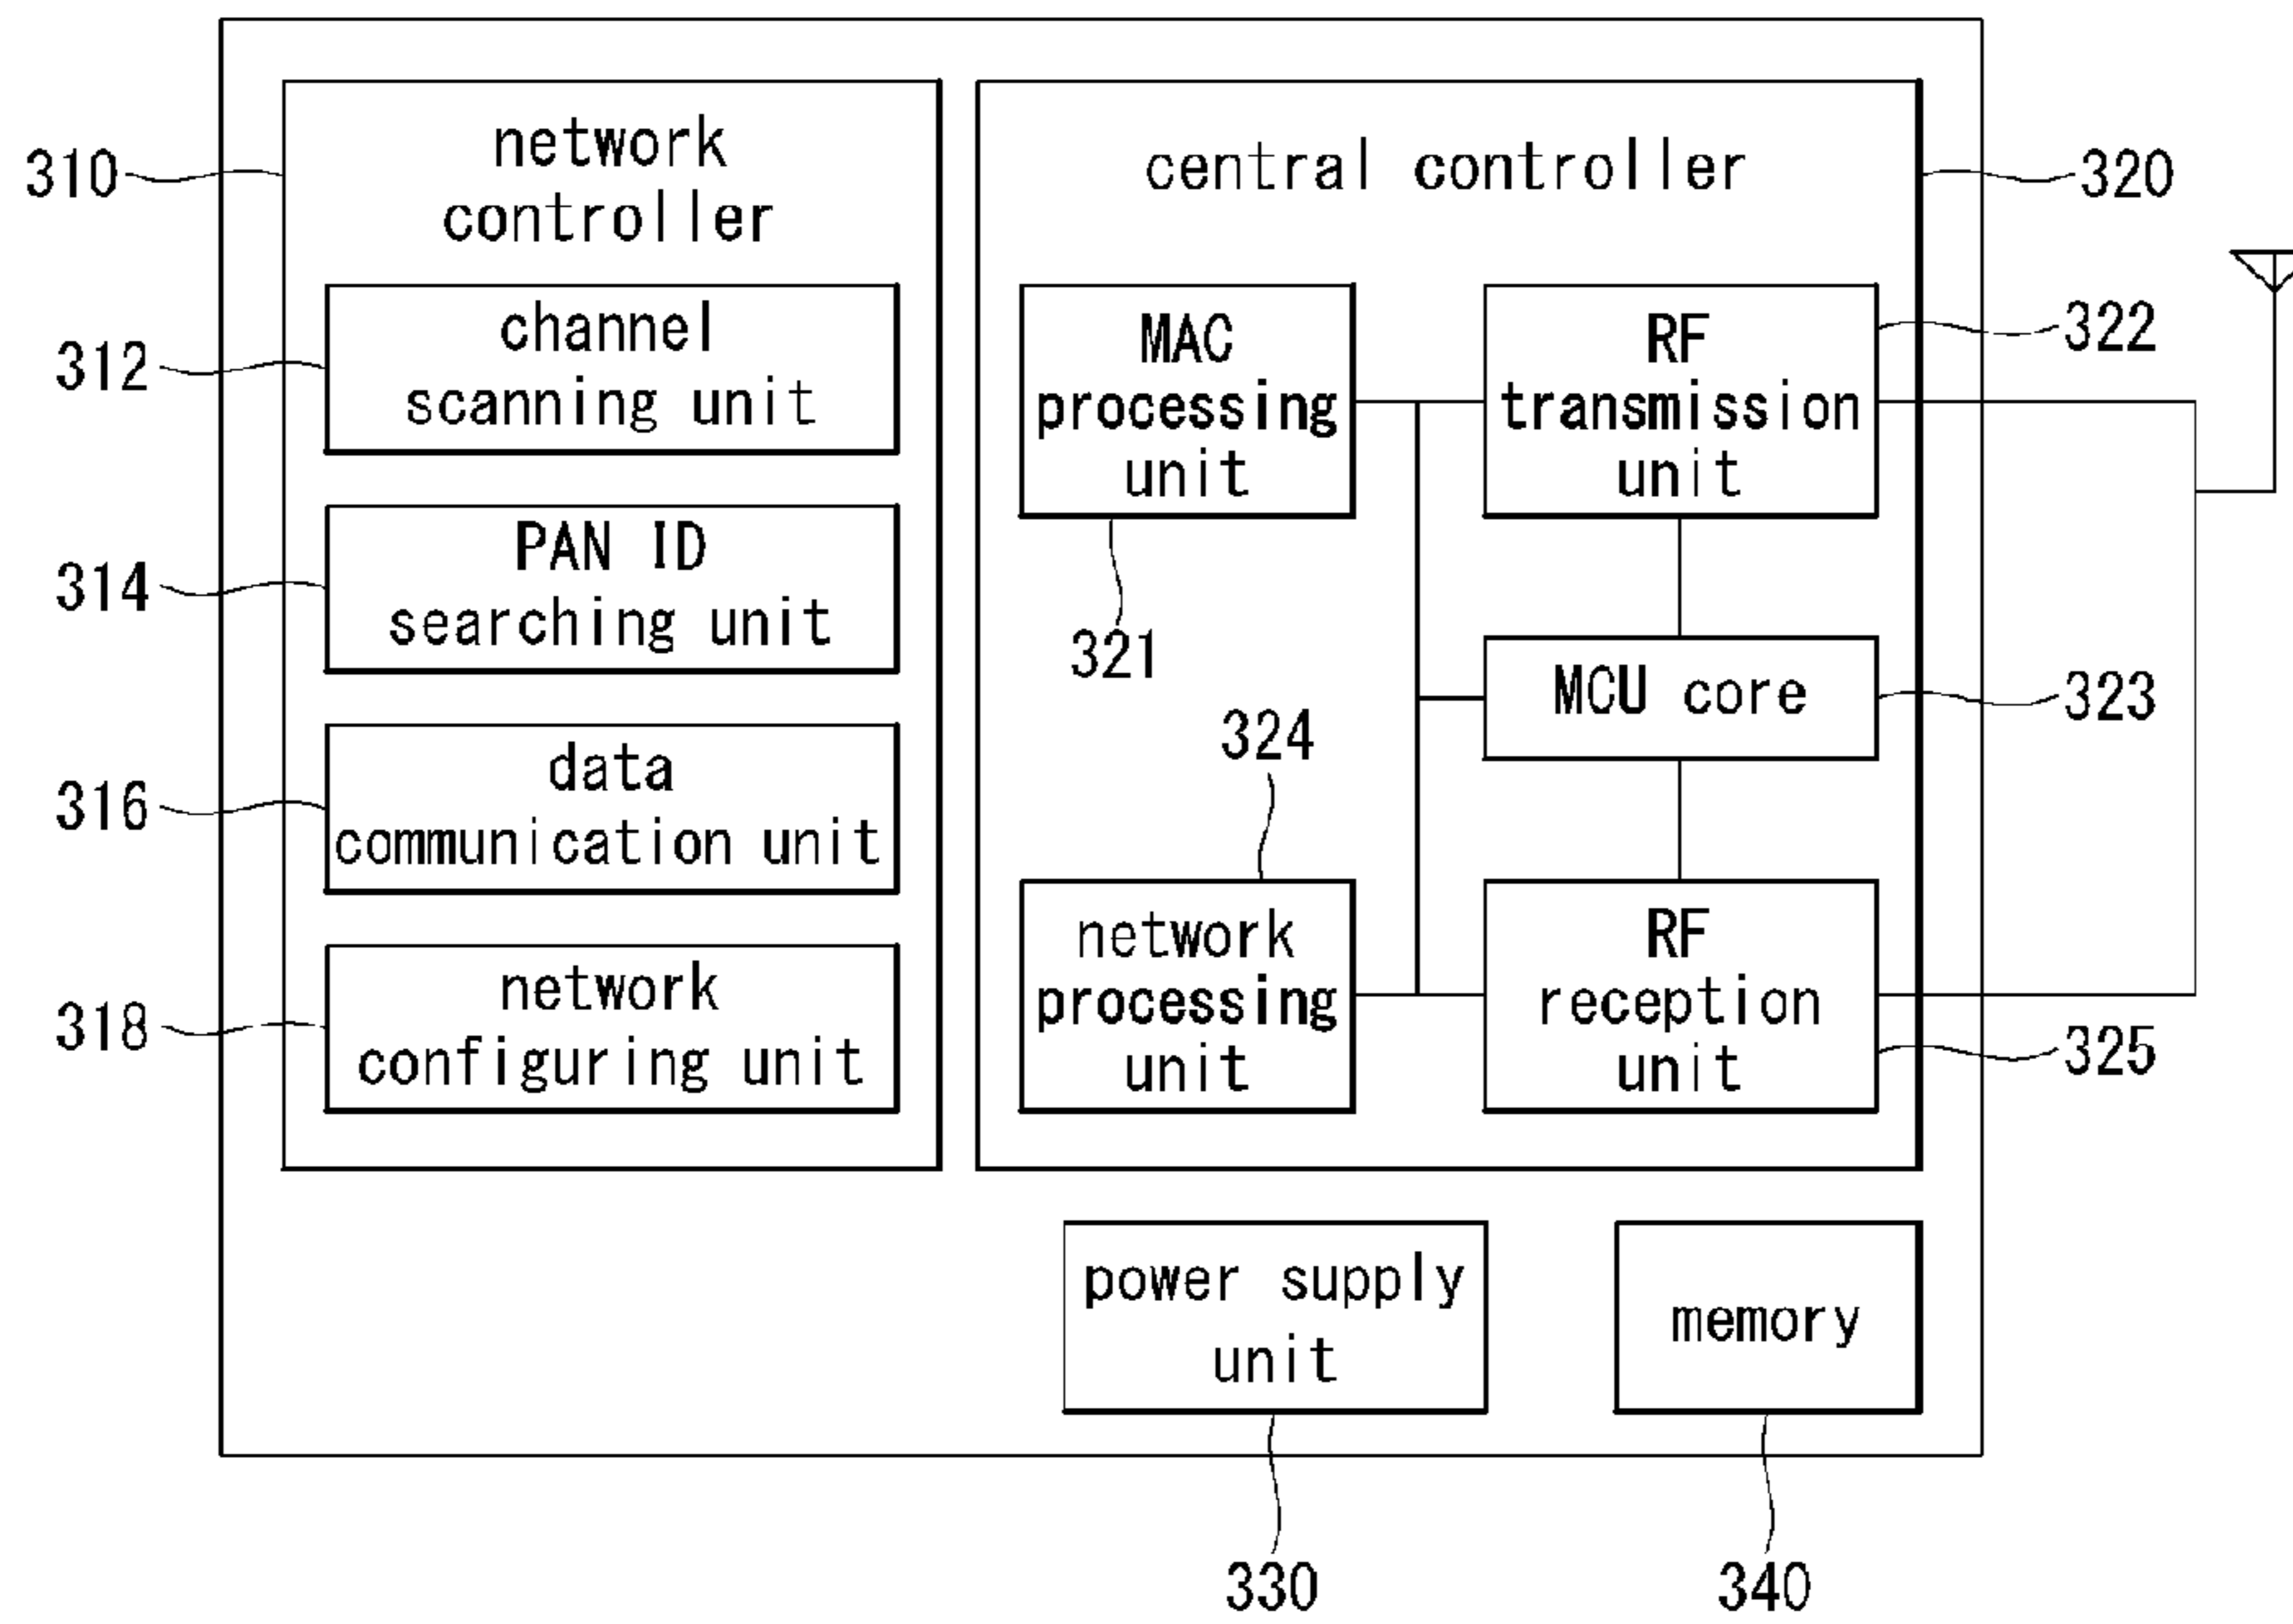 network
controller
310
channel
scanning unit
312
PAN ID
searching unit
314
data
communication unit
316
network
configuring unit
318
central controller
320
MAC
processing
unit
321
RF
transmission
unit
322
MCU core
323
324
network
processing
unit
RF
reception
unit
325
power supply
unit
330
memory
340